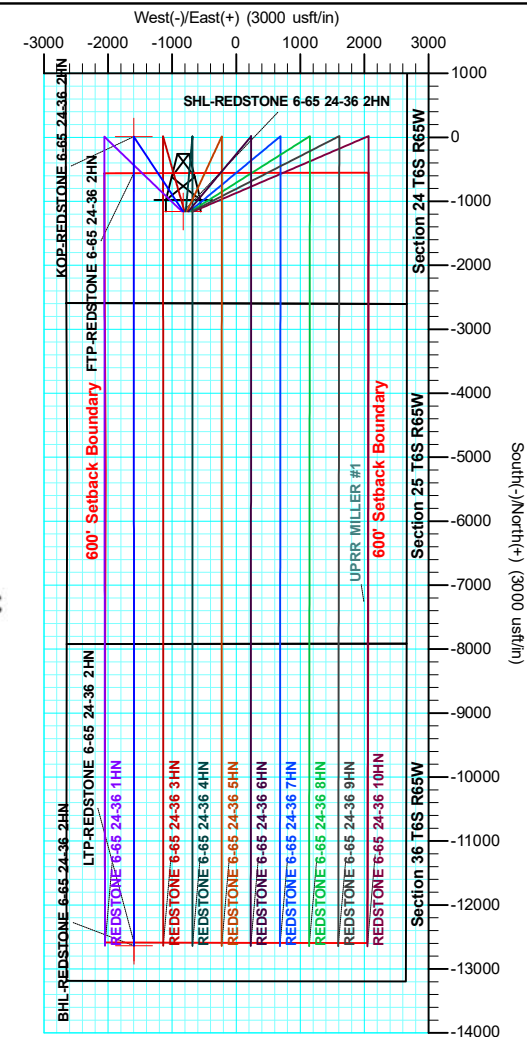 West(-)/East(+) (3000 usft/in)
-3000
-2000
-1000
0
1000
2000
3000
1000
0
-1000
-2000
-3000
-4000
-5000
-6000
-7000
-8000
-9000
-10000
-11000
-12000
-13000
-14000
South(-)/North(+) (3000 usft/in)
SHL-REDSTONE 6-65 24-36 2HN
KOP-REDSTONE 6-65 24-36 2HN
FTP-REDSTONE 6-65 24-36 2HN
Section 24 T6S R65W
600' Setback Boundary
UPRR MILLER #1
600' Setback Boundary
Section 25 T6S R65W
LTP-REDSTONE 6-65 24-36 2HN
BHL-REDSTONE 6-65 24-36 2HN
REDSTONE 6-65 24-36 1HN
REDSTONE 6-65 24-36 3HN
REDSTONE 6-65 24-36 4HN
REDSTONE 6-65 24-36 5HN
REDSTONE 6-65 24-36 6HN
REDSTONE 6-65 24-36 7HN
REDSTONE 6-65 24-36 8HN
REDSTONE 6-65 24-36 9HN
REDSTONE 6-65 24-36 10HN
Section 36 T6S R65W